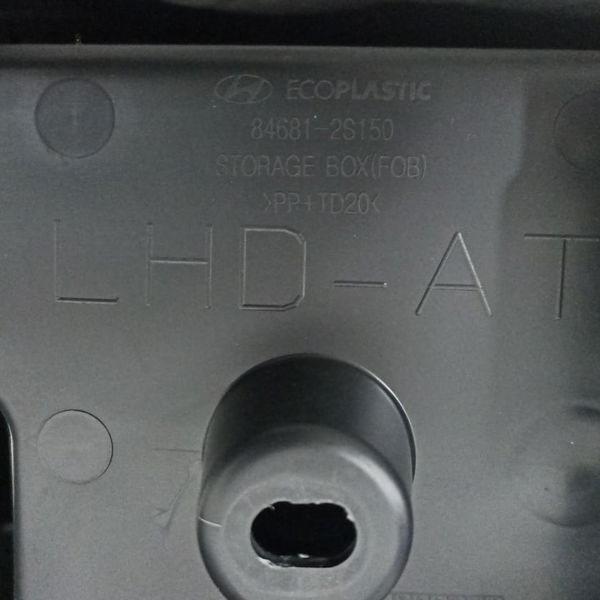 ECOPLASTIC
84681-2S150
STORAGE BOX(FOB)
>PP+TD20<
LHD-AT